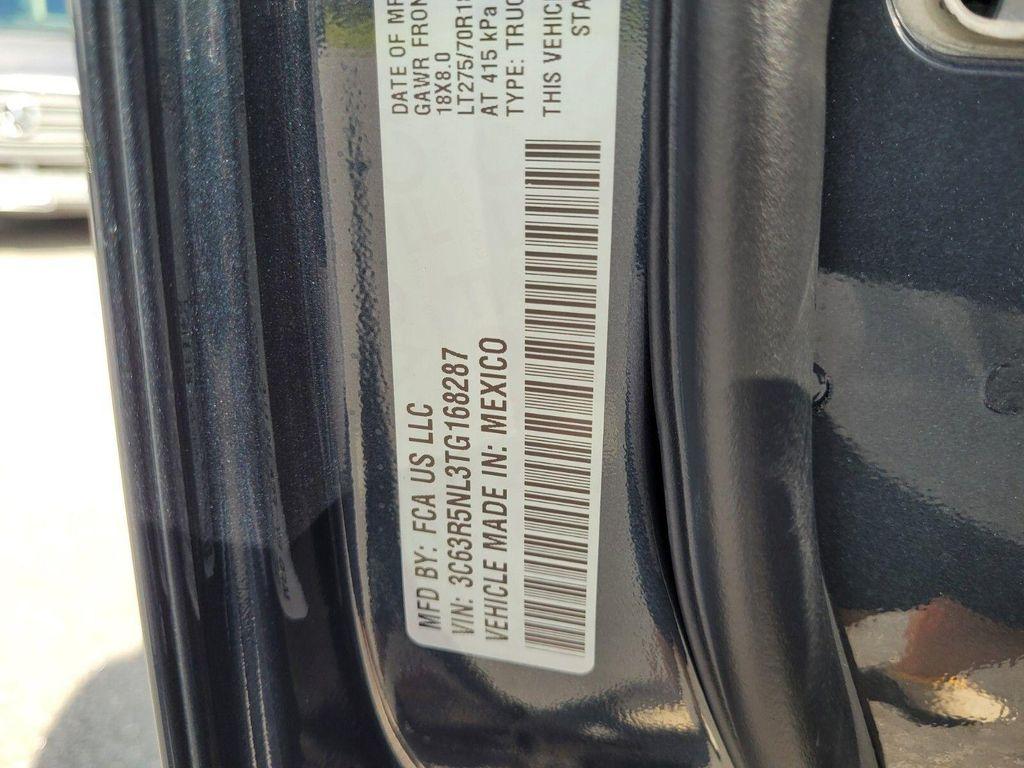 MFD BY: FCA US LLC
DATE OF MF
GAWR FRON
VIN: 3C63R5NL3TG168287
18X8.0
VEHICLE MADE IN: MEXICO
LT275/70R18
AT 415 kPa
TYPE: TRUC
THIS VEHIC
STA